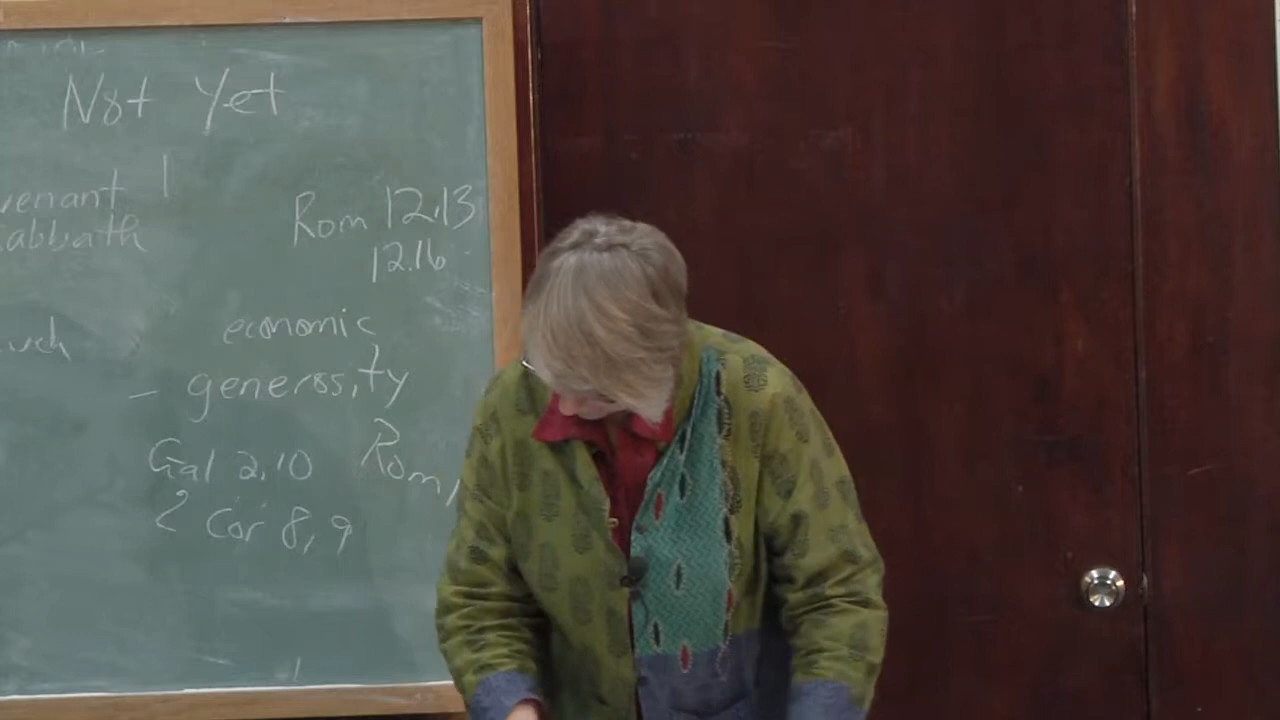 Not Yet
venant
abbath
Rom 12.13
12.16
economic
- generosity
Gal 2.10 Rom
2 Cor 8, 9